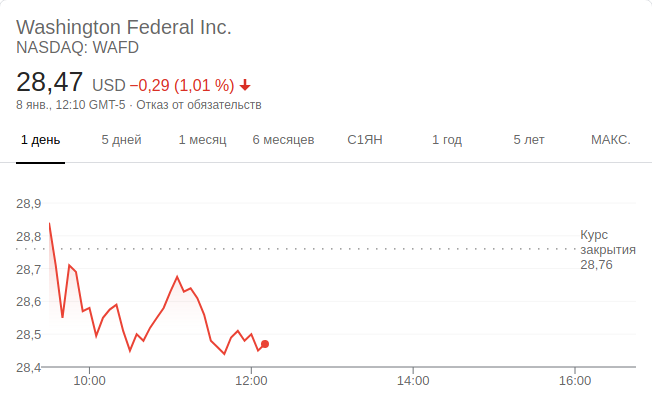 Washington Federal Inc.
NASDAQ: WAFD
28,47 USD −0,29 (1,01 %)
8 янв., 12:10 GMT-5 · Отказ от обязательств
1 день 5 дней 1 месяц 6 месяцев С1ЯН 1 год 5 лет МАКС.
28,9
28,8
28,7
28,6
28,5
28,4
Курс
закрытия
28,76
10:00 12:00 14:00 16:00